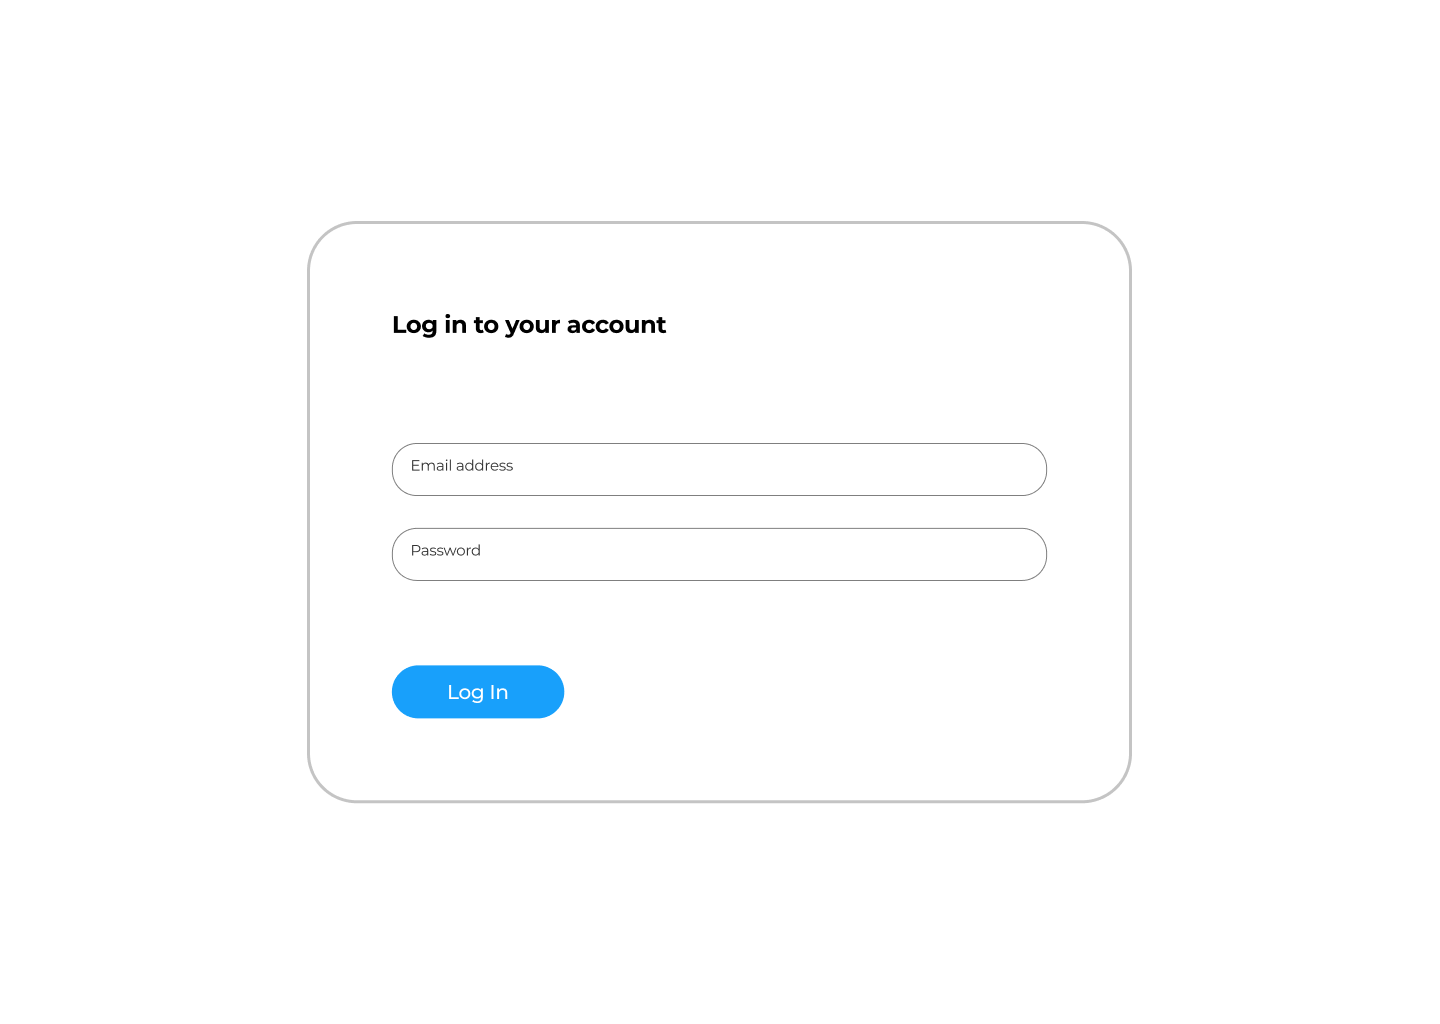 Log in to your account
Email address
Password
Log In